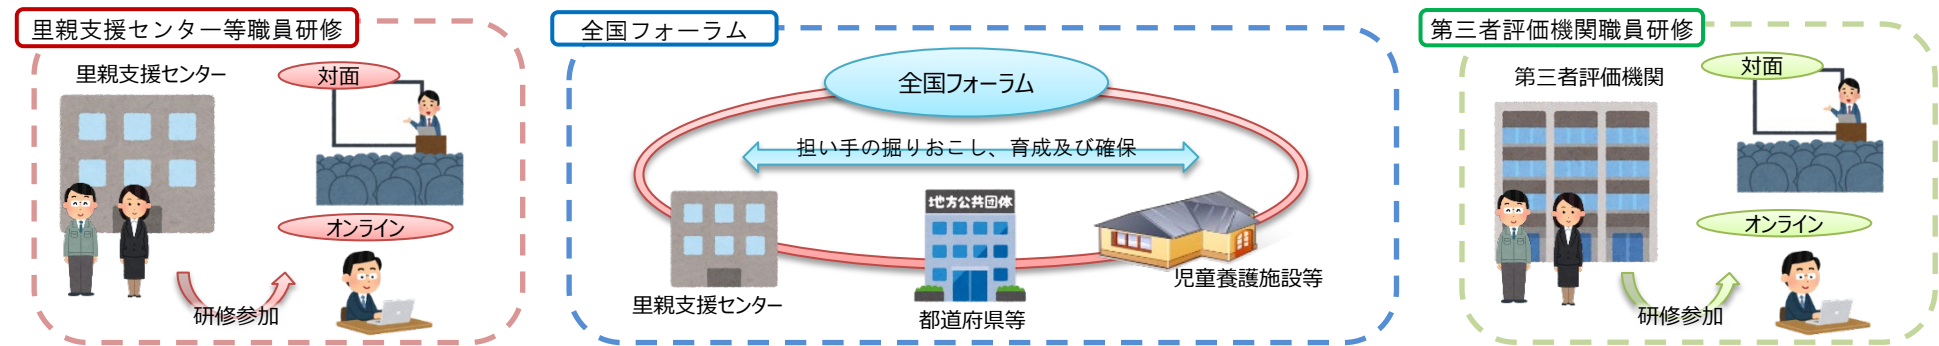 里親支援センター等職員研修
里親支援センター
対面
オンライン
研修参加
全国フォーラム
全国フォーラム
担い手の掘りおこし、育成及び確保
里親支援センター
地方公共団体
都道府県等
児童養護施設等
第三者評価機関職員研修
第三者評価機関
対面
オンライン
研修参加